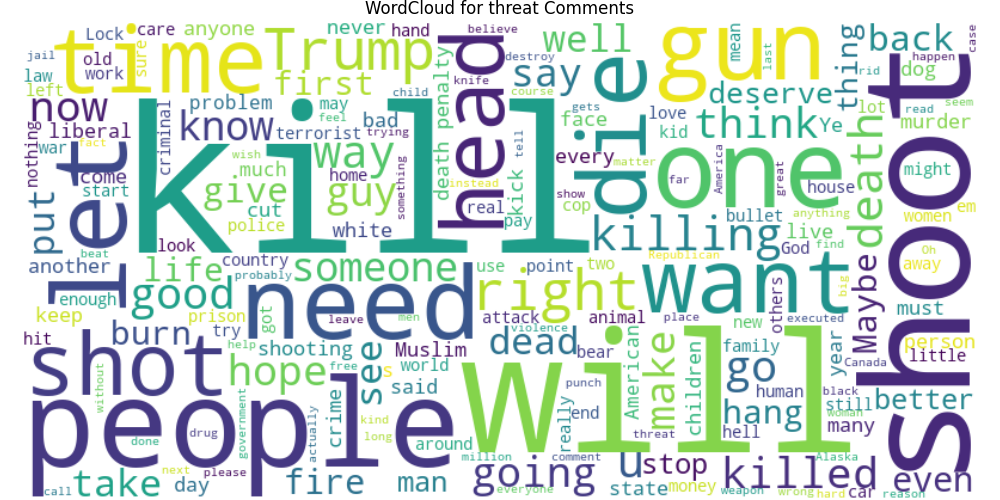 WordCloud for threat Comments
Lock
care
anyone
never
hand
believe
well
gun
mean
last
thing
back
case
jail
old
work
time
sure
Trump
first
destroy
say
die
happen
rid
dog
law
left
now
problem
may
feel
child
knife
course
head
face
gets
love
deserve
lot
read
seem
nothing
liberal
criminal
know
terrorist
bad
trying
death penalty
tell
kid
think
Ye
murder
war
fact
let
kill
wish
way
home
something
instead
kick
every
matter
one
America
great
house
death
might
come
start
much
give
guy
real
show
far
shoot
women
em
put
cut
police
white
pay
cop
killing
bullet
anything
live
look
God
find
Oh
away
beat
another
country
life
someone
probably
use
point
two
Republican
right
want
big
others
Maybe
must
enough
good
need
keep
prison
got
leave
men
attack
animal
place
new
executed
person
hit
burn
try
violence
dead
American
year
little
shot
help
shooting
Muslim
bear
make
children
family
Canada
hope
see
free
s
world
punch
will
go
human
black
still
better
without
people
crime
said
really
end
hang
woman
many
government
kind
actually
long
around
threat
hell
done
drug
million
comment
u
stop
Alaska
call
take
next
day
please
fire
man
going
everyone
state
money
weapon
killed
wrong
hard
car
reason
even